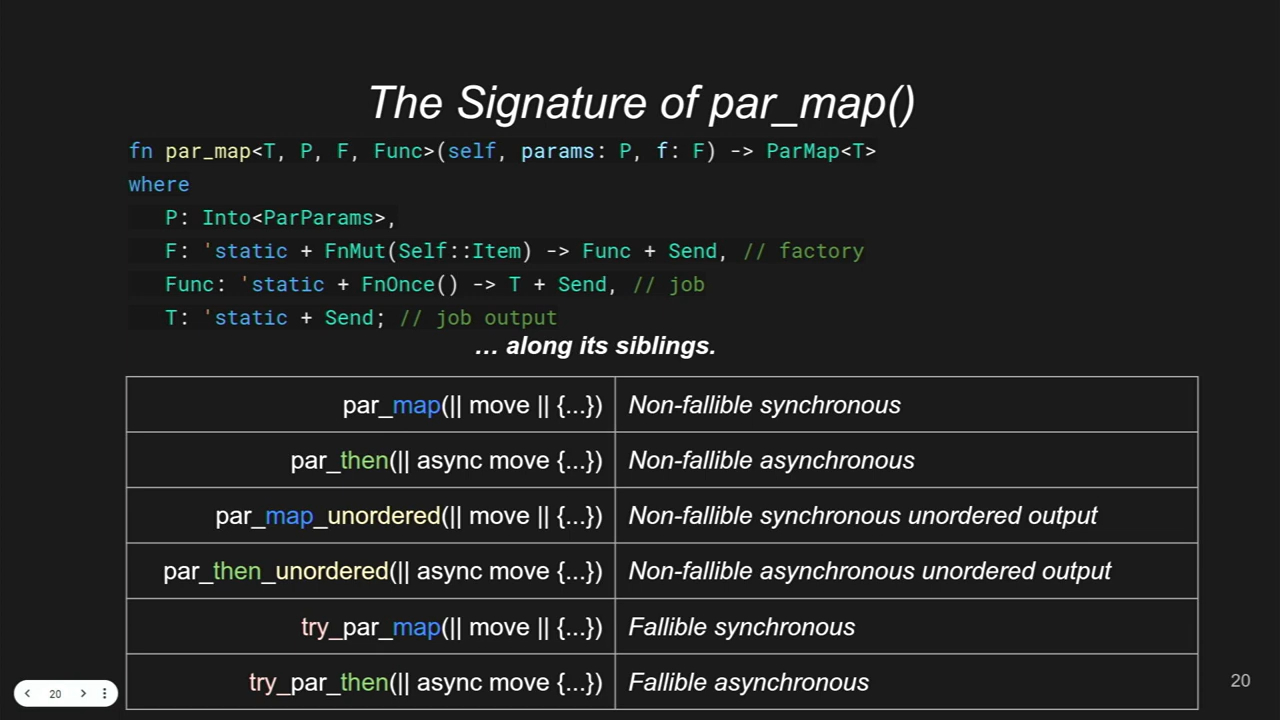 The Signature of par_map()
fn par_map<T, P, F, Func>(self, params: P, f: F) -> ParMap<T>
where
P: Into<ParParams>,
F: 'static + FnMut(Self::Item) -> Func + Send, // factory
Func: 'static + FnOnce() -> T + Send, // job
T: 'static + Send; // job output
... along its siblings.
par_map(|| move || {...}) Non-fallible synchronous
par_then(|| async move {...}) Non-fallible asynchronous
par_map_unordered(|| move || {...}) Non-fallible synchronous unordered output
par_then_unordered(|| async move {...}) Non-fallible asynchronous unordered output
try_par_map(|| move || {...}) Fallible synchronous
try_par_then(|| async move {...}) Fallible asynchronous
20
20